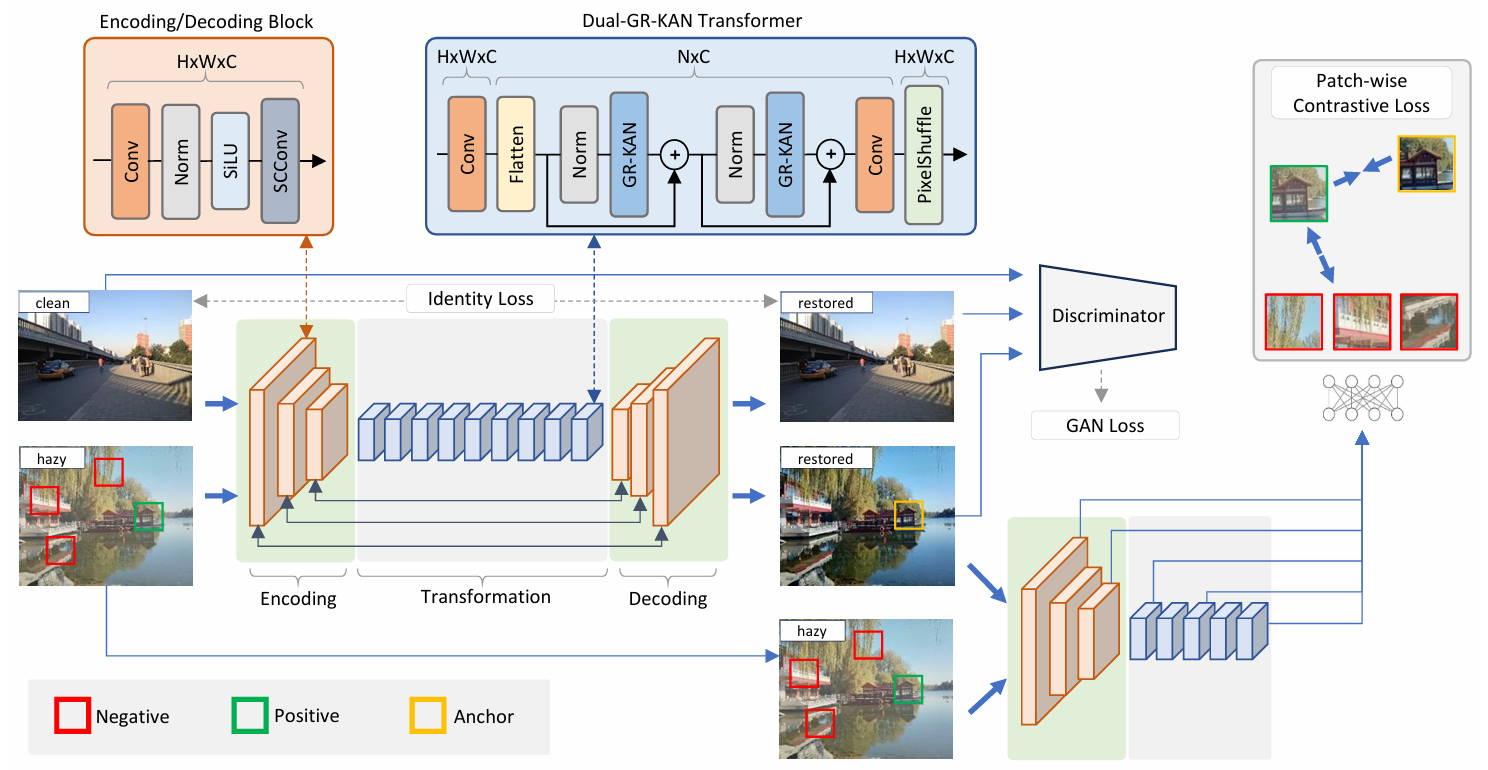 Encoding/Decoding Block
HxWxC
Conv
Norm
SiLU
SCConv
Dual-GR-KAN Transformer
HxWxC
NxC
HxWxC
Conv
Flatten
Norm
GR-KAN
+
Norm
GR-KAN
+
Conv
PixelShuffle
Patch-wise
Contrastive Loss
clean
Identity Loss
restored
Discriminator
GAN Loss
hazy
restored
Encoding
Transformation
Decoding
hazy
Negative
Positive
Anchor